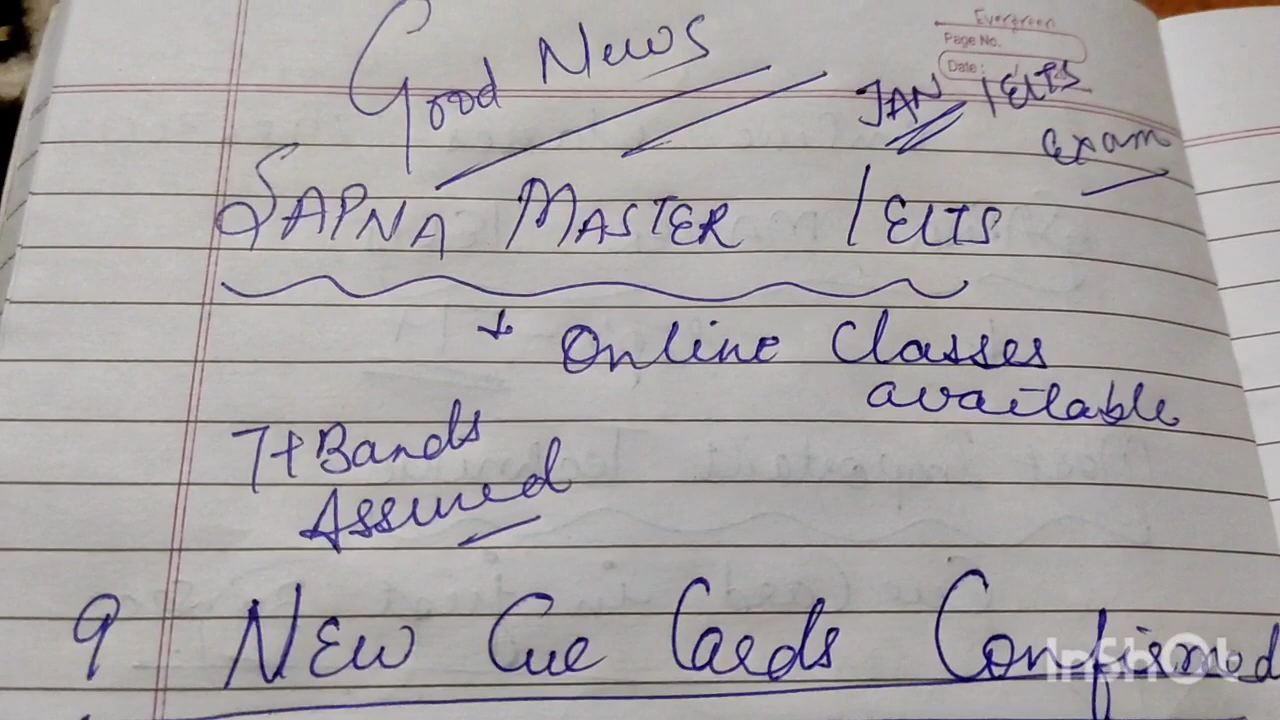 Evergreen
Page No.
Date:
Good News
JAN IELTS
exam
SAPNA MASTER IELTS
+ Online Classes
available
7+ Bands
Assured
9 New Cue Cards Confirmed
InShOt